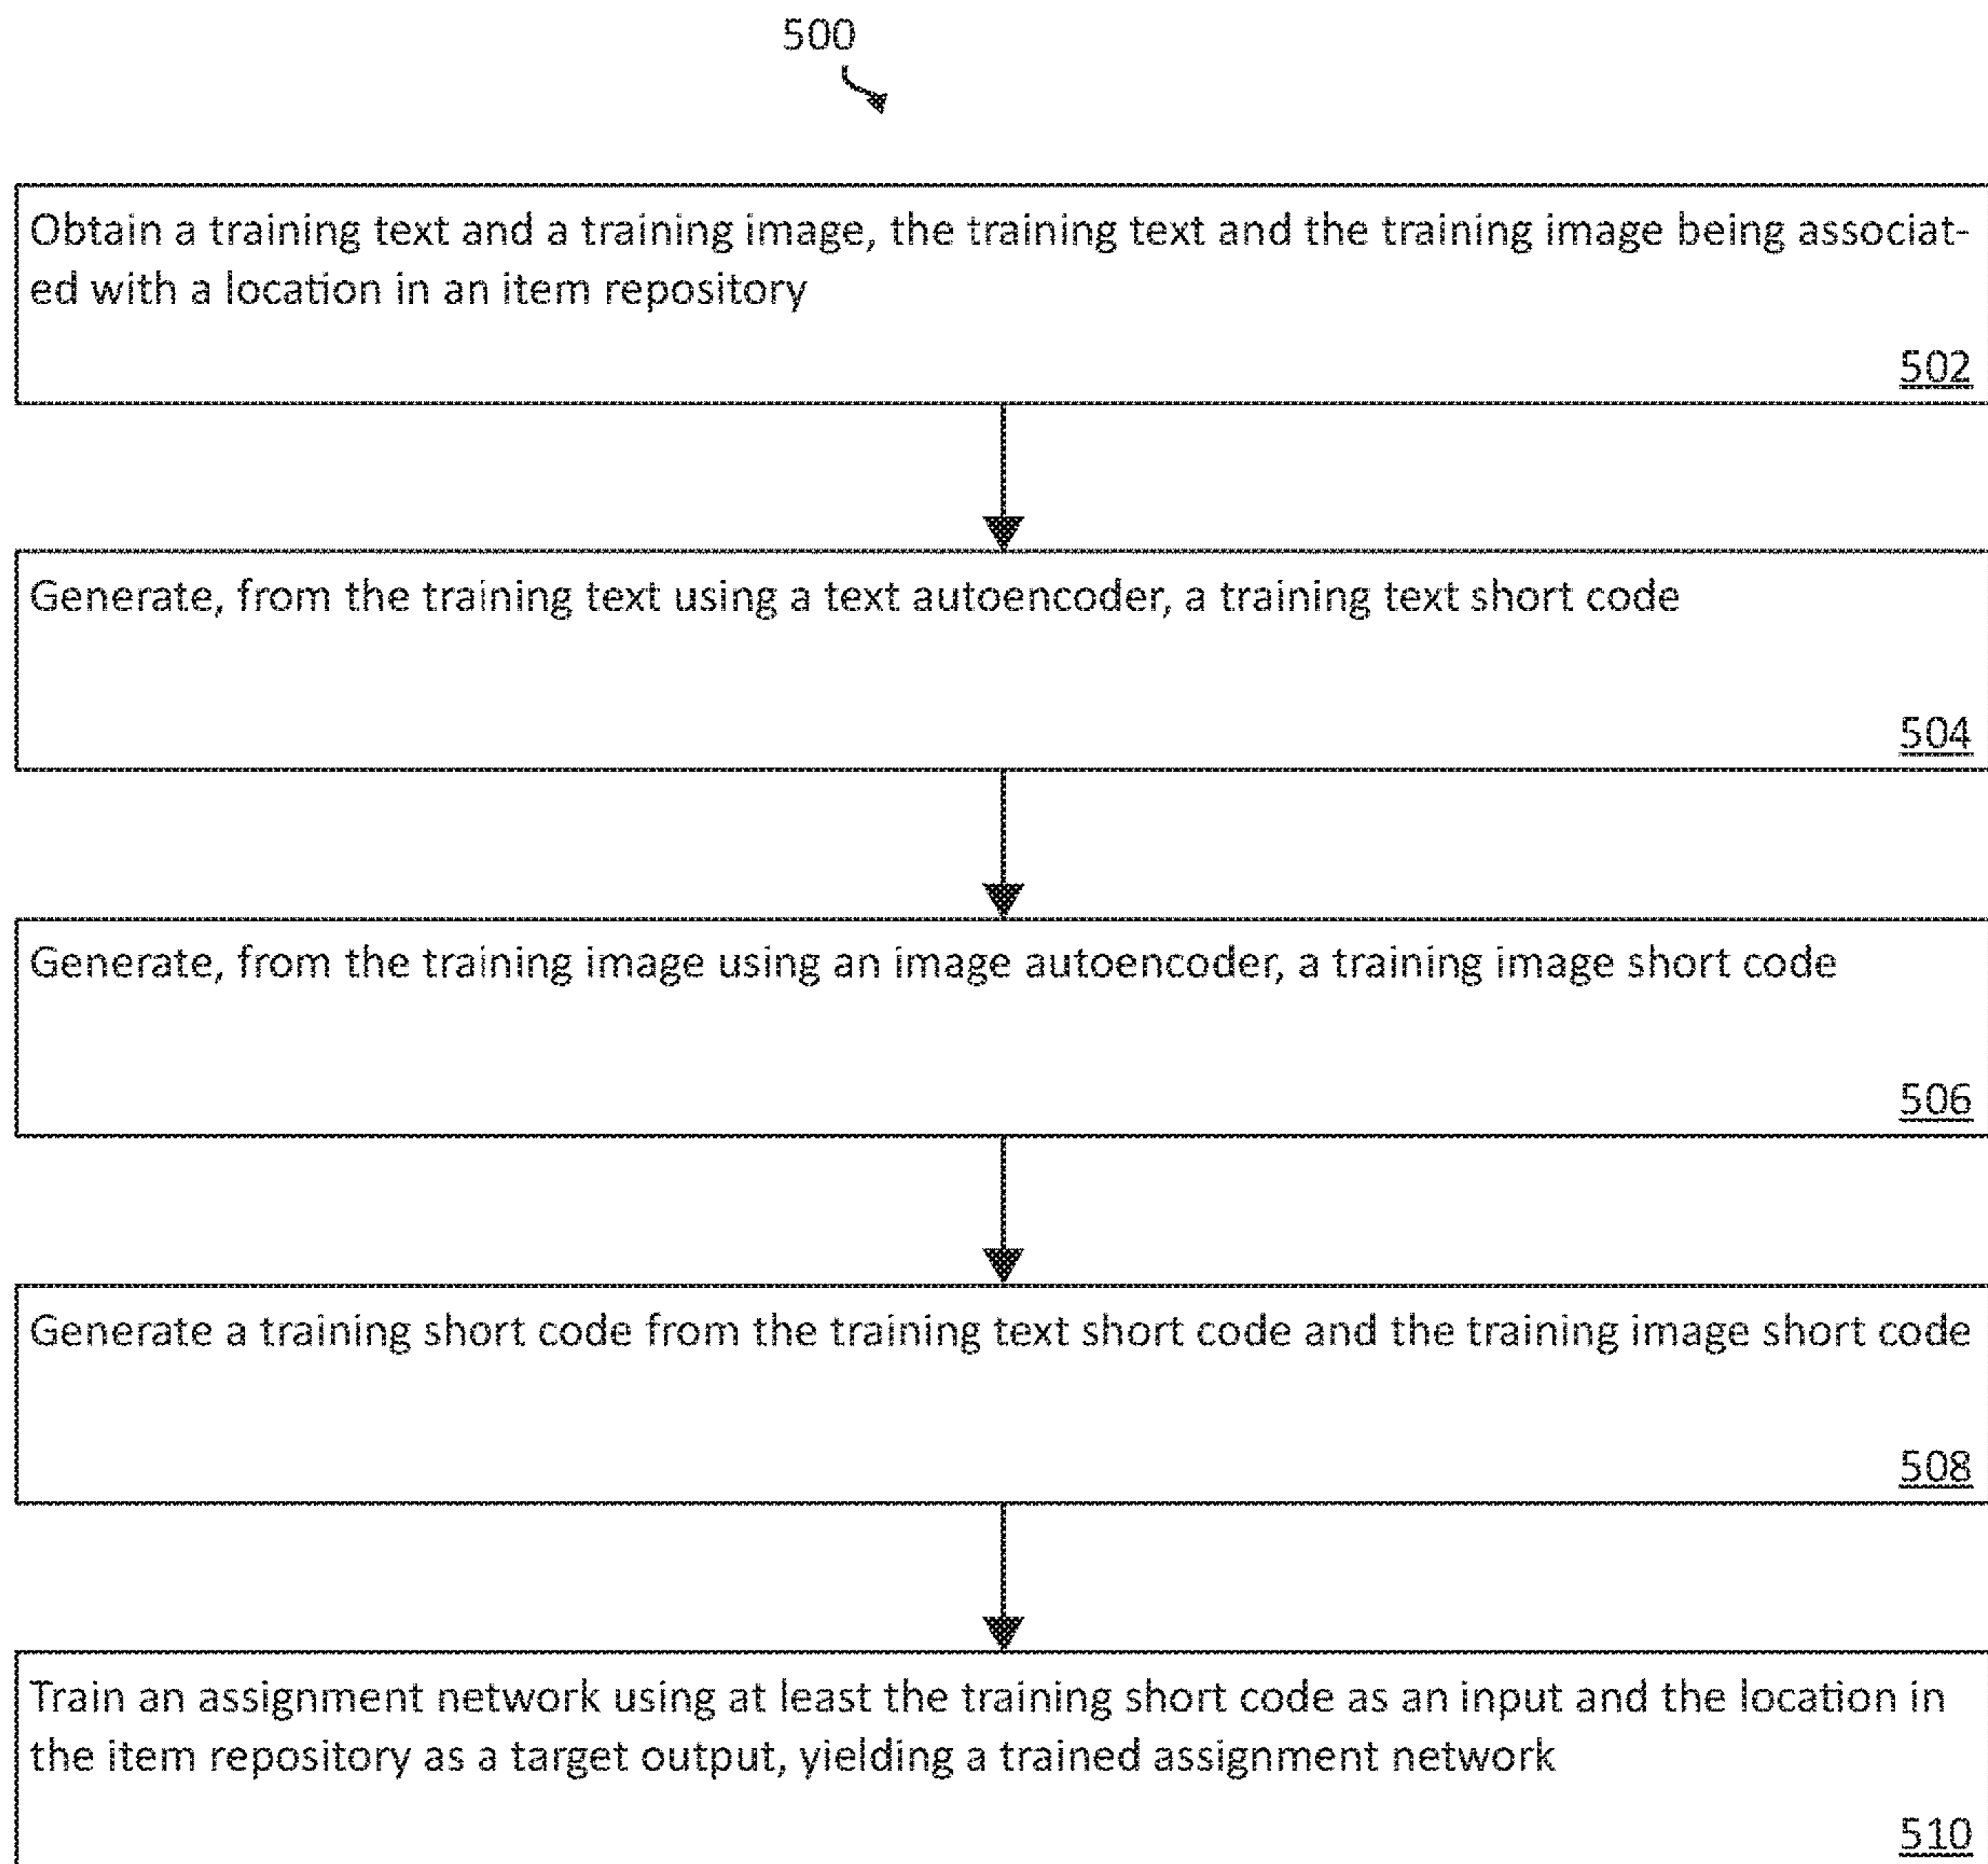 500
Obtain a training text and a training image, the training text and the training image being associat-
ed with a location in an item repository
502
Generate, from the training text using a text autoencoder, a training text short code
504
Generate, from the training image using an image autoencoder, a training image short code
506
Generate a training short code from the training text short code and the training image short code
508
Train an assignment network using at least the training short code as an input and the location in
the item repository as a target output, yielding a trained assignment network
510